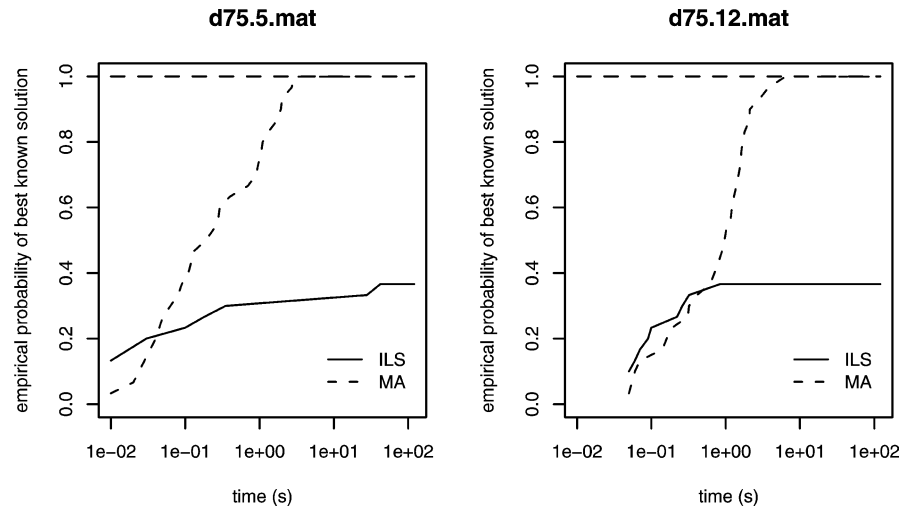 d75.5.mat
empirical probability of best known solution
1.0
0.8
0.6
0.4
0.2
0.0
ILS
MA
1e−02 1e−01 1e+00 1e+01 1e+02
time (s)
d75.12.mat
empirical probability of best known solution
1.0
0.8
0.6
0.4
0.2
0.0
ILS
MA
1e−02 1e−01 1e+00 1e+01 1e+02
time (s)